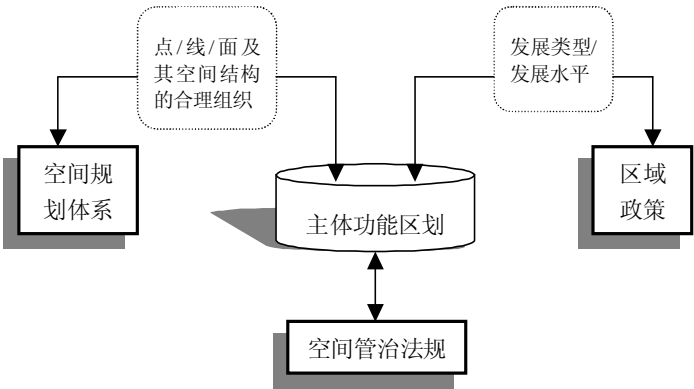 点/线/面及
其空间结构
的合理组织
发展类型/
发展水平
空间规
划体系
区域
政策
主体功能区划
空间管治法规